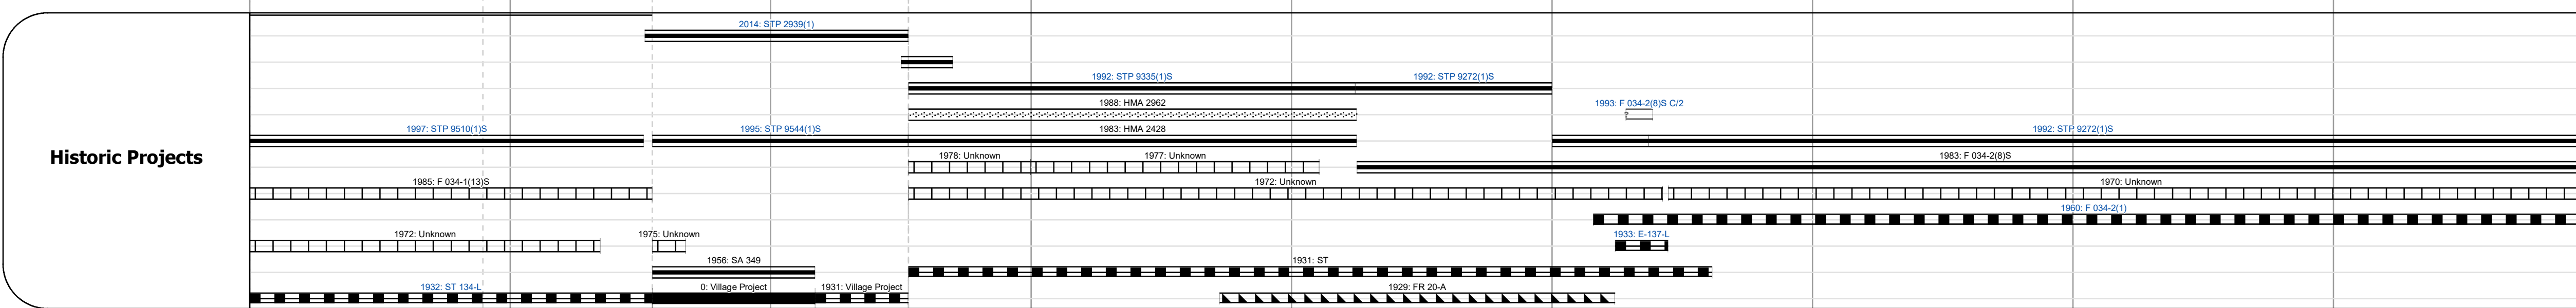 Historic Projects
2014: STP 2939(1)
1992: STP 9335(1)S
1992: STP 9272(1)S
1988: HMA 2962
1993: F 034-2(8)S C/2
?
1997: STP 9510(1)S
1995: STP 9544(1)S
1983: HMA 2428
1992: STP 9272(1)S
1978: Unknown
1977: Unknown
1983: F 034-2(8)S
1985: F 034-1(13)S
1972: Unknown
1970: Unknown
1960: F 034-2(1)
1972: Unknown
1975: Unknown
1933: E-137-L
1956: SA 349
1931: ST
1932: ST 134-L
0: Village Project
1931: Village Project
1929: FR 20-A